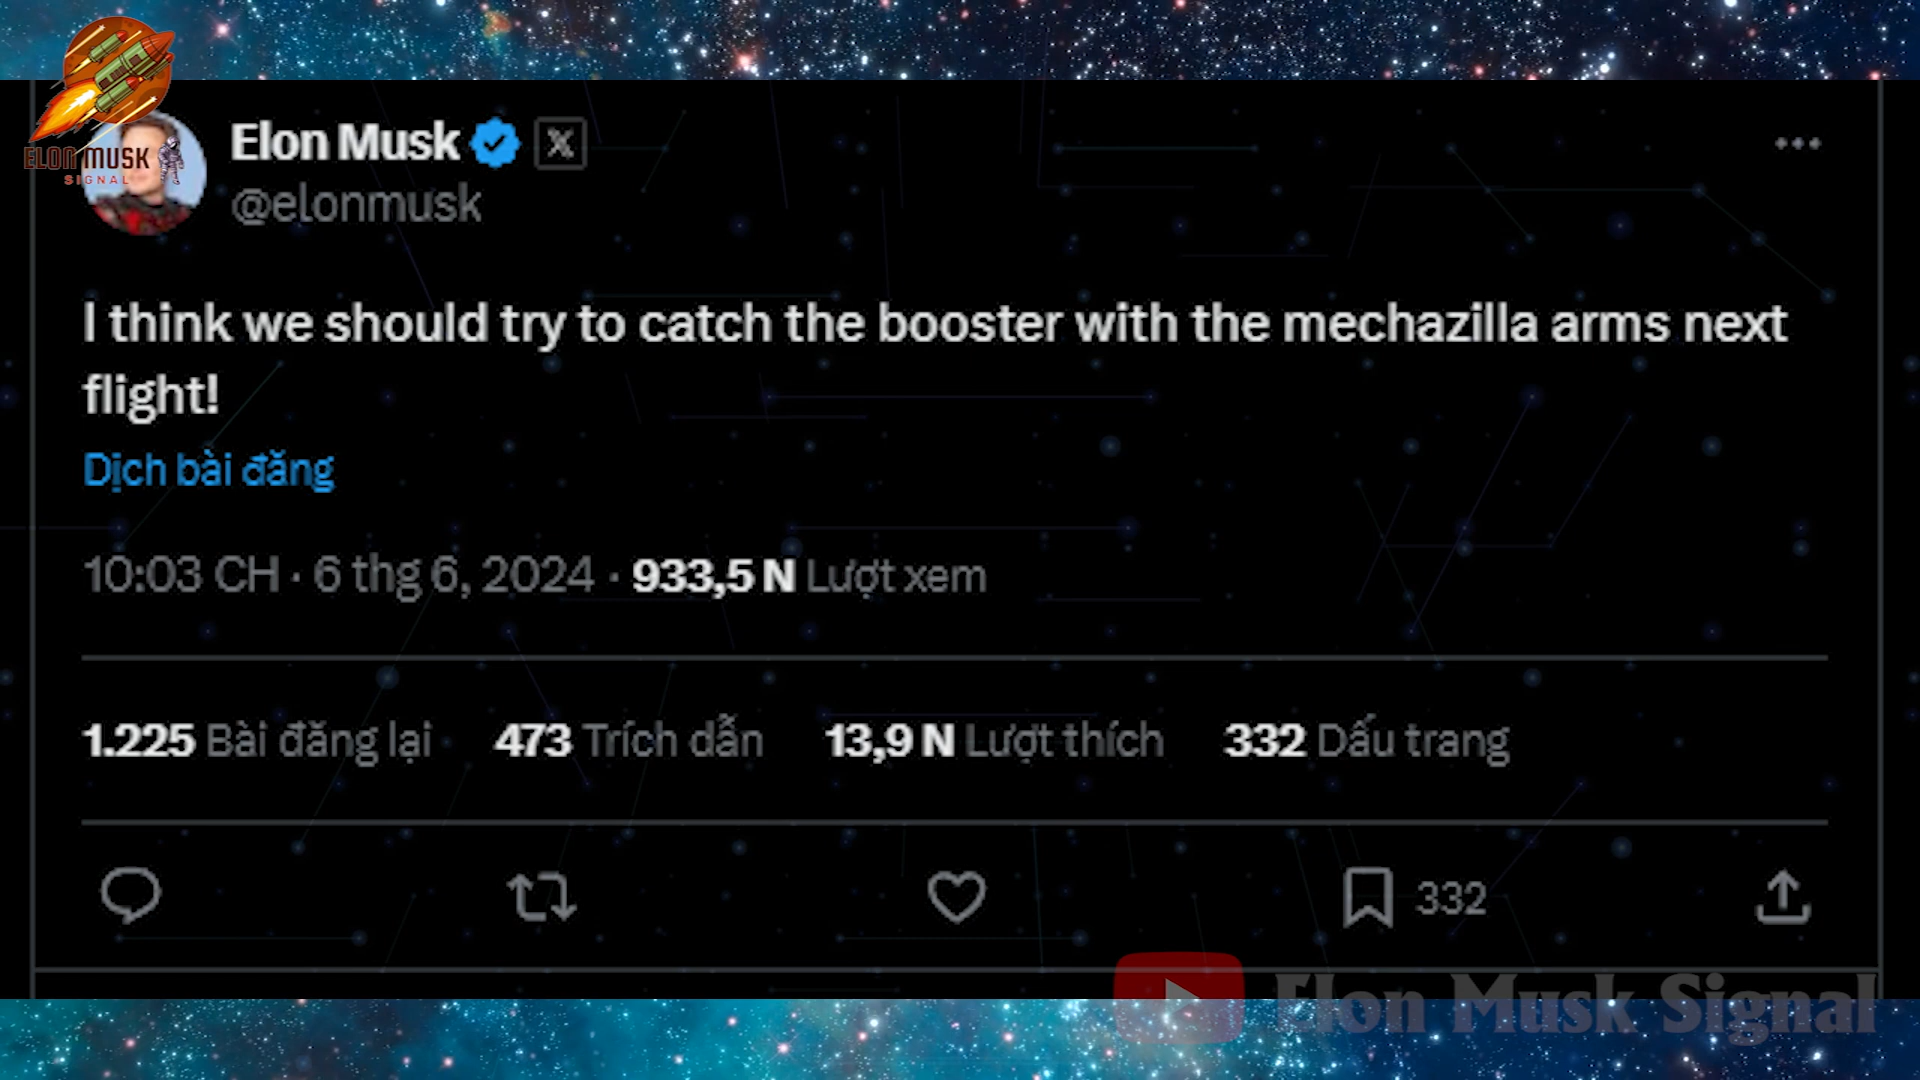 ELON MUSK
SIGNAL
Elon Musk
@elonmusk
I think we should try to catch the booster with the mechazilla arms next
flight!
Dịch bài đăng
10:03 CH · 6 thg 6, 2024 · 933,5 N Lượt xem
1.225 Bài đăng lại 473 Trích dẫn 13,9 N Lượt thích 332 Dấu trang
332
Elon Musk Signal